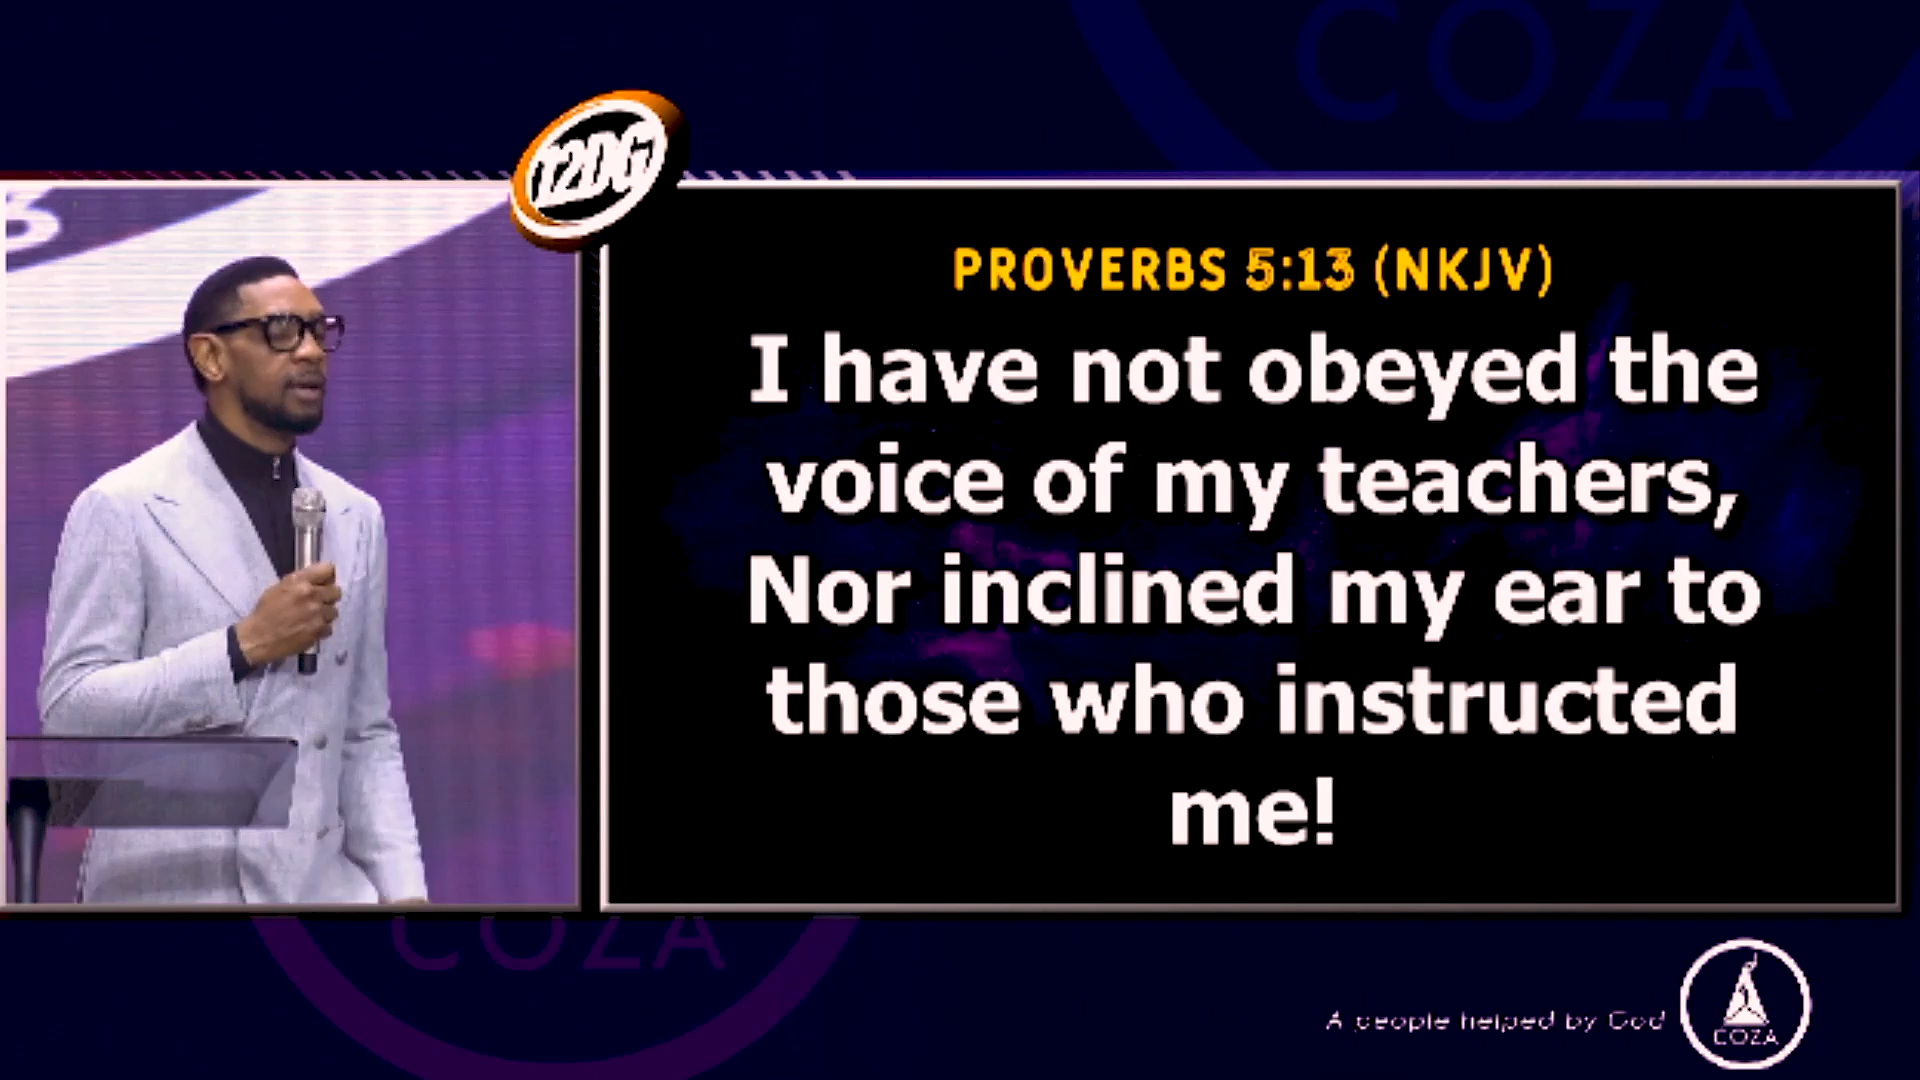 COZA
12DG
PROVERBS 5:13 (NKJV)
I have not obeyed the
voice of my teachers,
Nor inclined my ear to
those who instructed
me!
COZA
A people helped by God
COZA